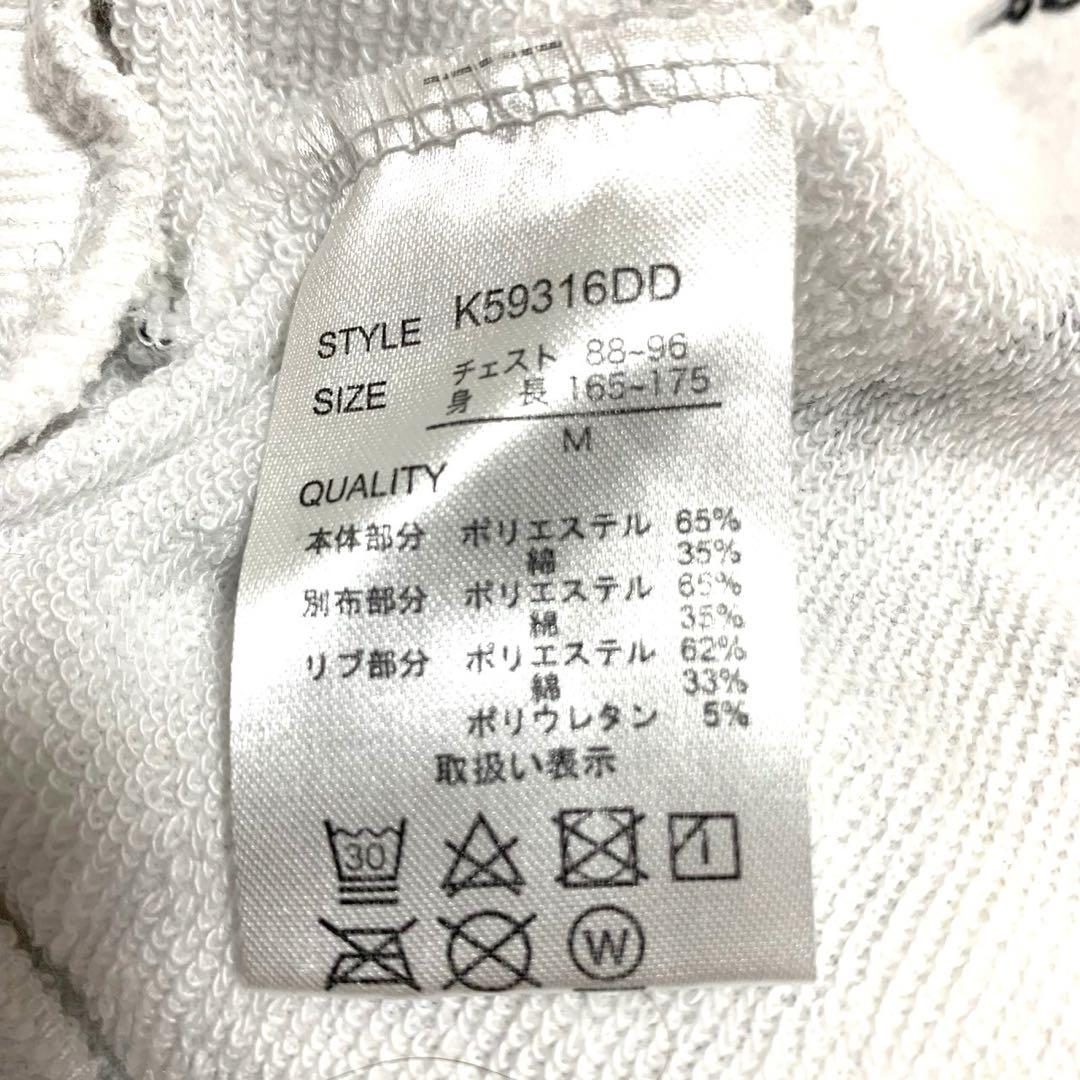 STYLE K59316DD
SIZE チェスト 88~96
身 長 165~175
M
QUALITY
本体部分 ポリエステル 65%
綿 35%
別布部分 ポリエステル 65%
綿 35%
リブ部分 ポリエステル 62%
綿 33%
ポリウレタン 5%
取扱い表示
30
W